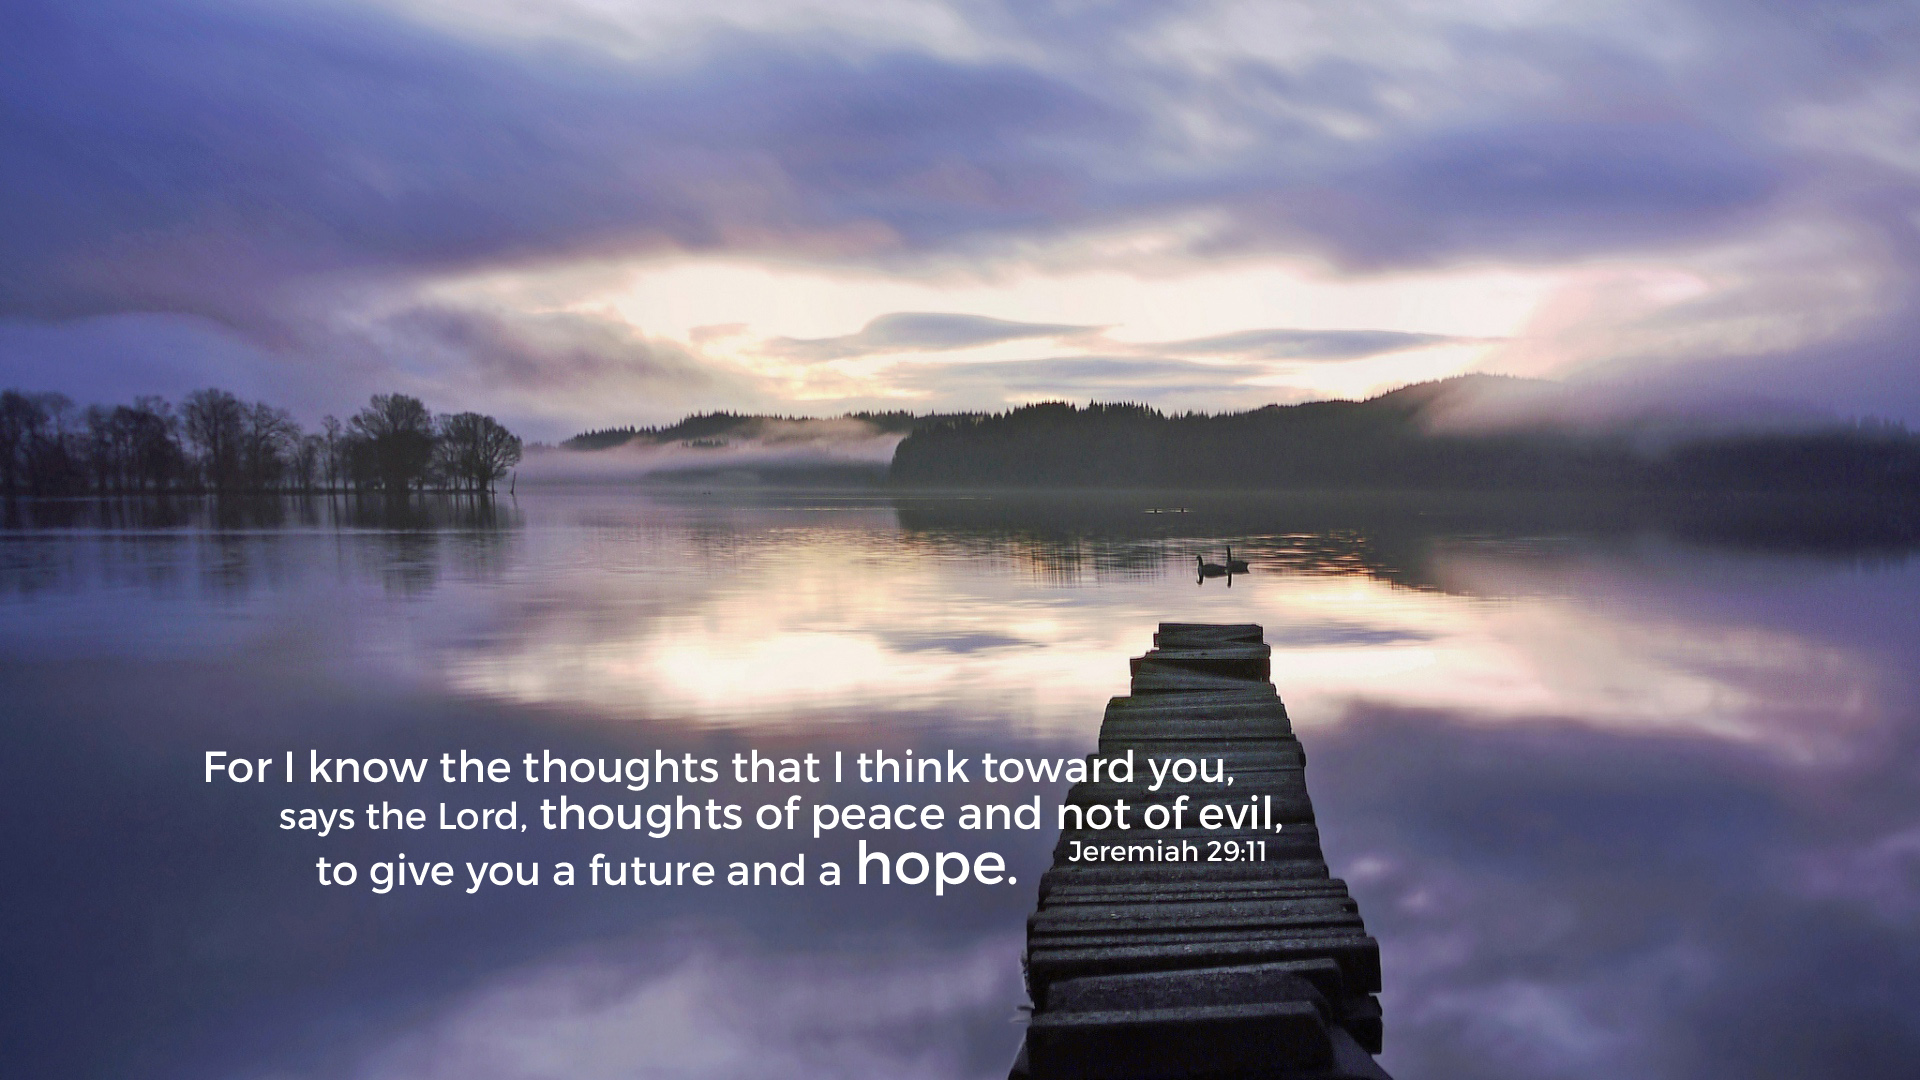 For I know the thoughts that I think toward you,
says the Lord, thoughts of peace and not of evil,
to give you a future and a hope.
Jeremiah 29:11